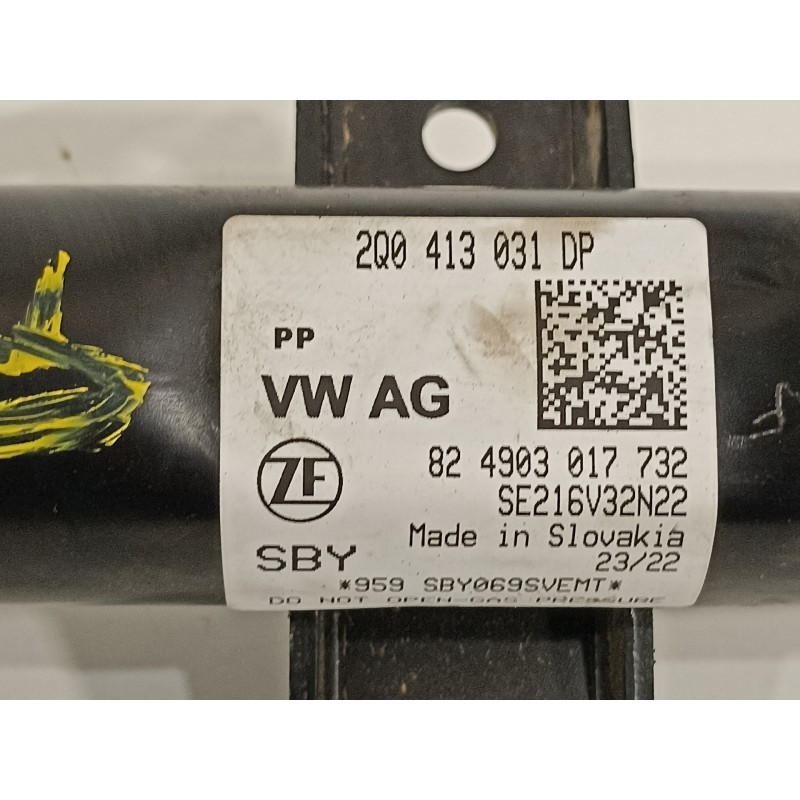 2Q0 413 031 DP
PP
VW AG
ZF
82 4903 017 732
SE216V32N22
Made in Slovakia
SBY
23/22
*959 SBY069SVEMT*
DO NOT OPEN-GAS PRESSURE